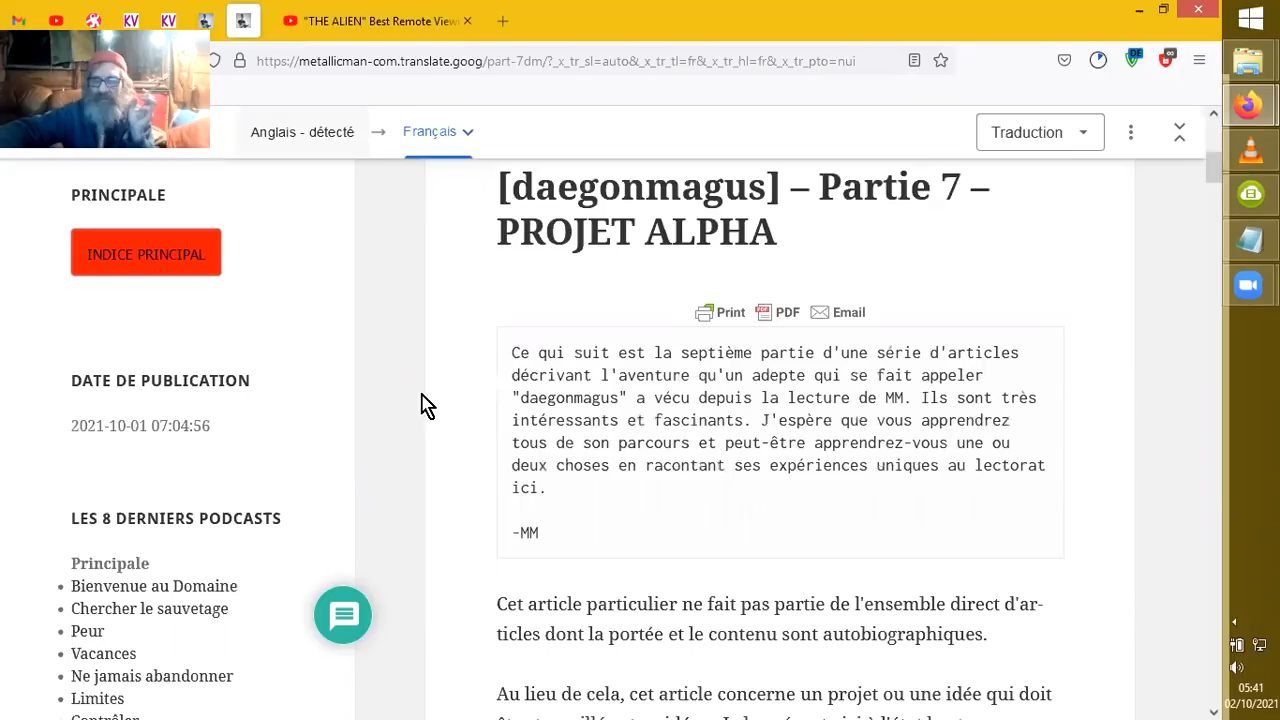 KV
KV
"THE ALIEN" Best Remote View
https://metallicman-com.translate.goog/part-7dm/?_x_tr_sl=auto&_x_tr_tl=fr&_x_tr_hl=fr&_x_tr_pto=nui
DE
∞
Anglais - détecté
Français
Traduction
PRINCIPALE
INDICE PRINCIPAL
DATE DE PUBLICATION
2021-10-01 07:04:56
LES 8 DERNIERS PODCASTS
Principale
Bienvenue au Domaine
Chercher le sauvetage
Peur
Vacances
Ne jamais abandonner
Limites
Contrôler
[daegonmagus] – Partie 7 –
PROJET ALPHA
Print PDF Email
Ce qui suit est la septième partie d'une série d'articles
décrivant l'aventure qu'un adepte qui se fait appeler
"daegonmagus" a vécu depuis la lecture de MM. Ils sont très
intéressants et fascinants. J'espère que vous apprendrez
tous de son parcours et peut-être apprendrez-vous une ou
deux choses en racontant ses expériences uniques au lectorat
ici.
-MM
Cet article particulier ne fait pas partie de l'ensemble direct d'ar-
ticles dont la portée et le contenu sont autobiographiques.
Au lieu de cela, cet article concerne un projet ou une idée qui doit
05:41
02/10/2021